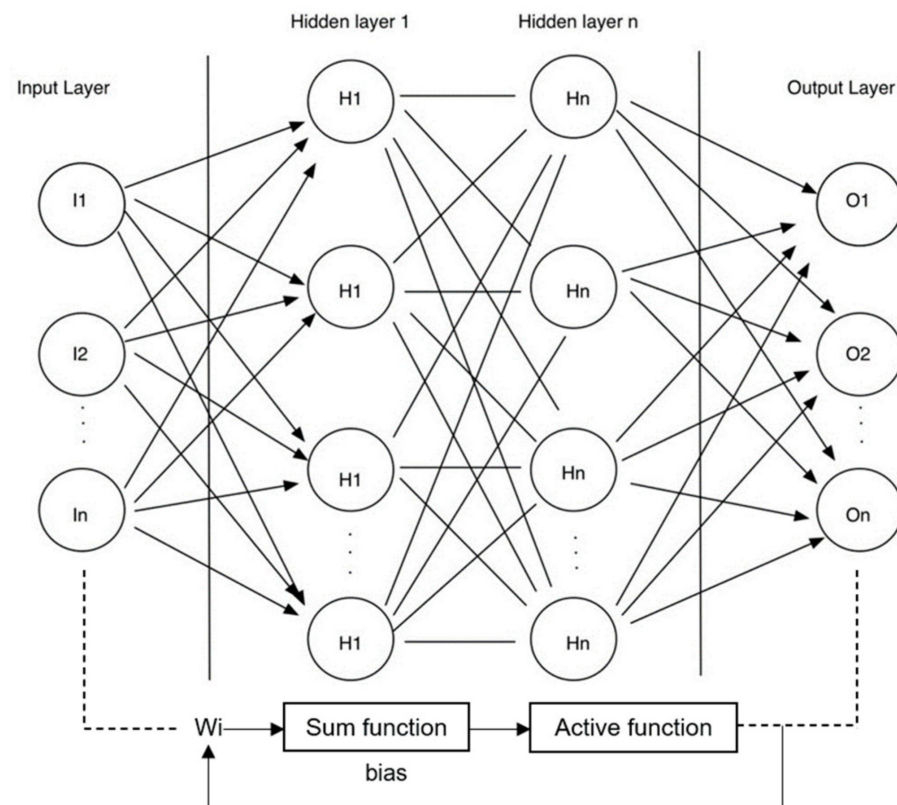 Hidden layer 1
Hidden layer n
Input Layer
Output Layer
H1
Hn
I1
O1
H1
Hn
I2
O2
H1
Hn
In
On
H1
Hn
Wi
Sum function
Active function
bias